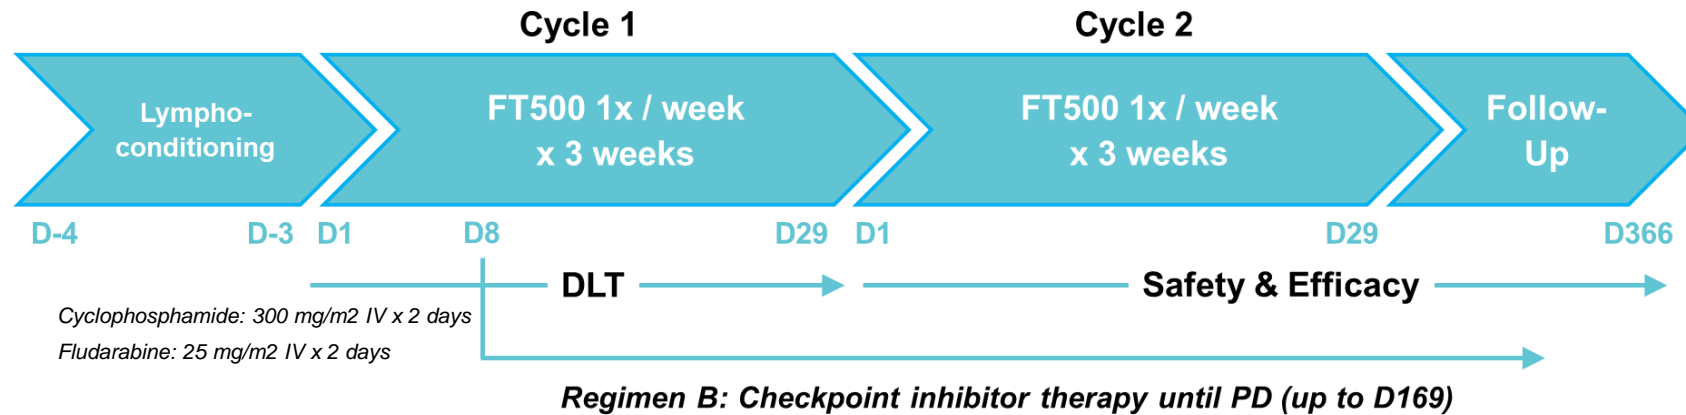 Cycle 1
Cycle 2
Lympho-
conditioning
FT500 1x / week
x 3 weeks
FT500 1x / week
x 3 weeks
Follow-
Up
D-4
D-3
D1
D8
D29
D1
D29
D366
DLT
Safety & Efficacy
Cyclophosphamide: 300 mg/m2 IV x 2 days
Fludarabine: 25 mg/m2 IV x 2 days
Regimen B: Checkpoint inhibitor therapy until PD (up to D169)